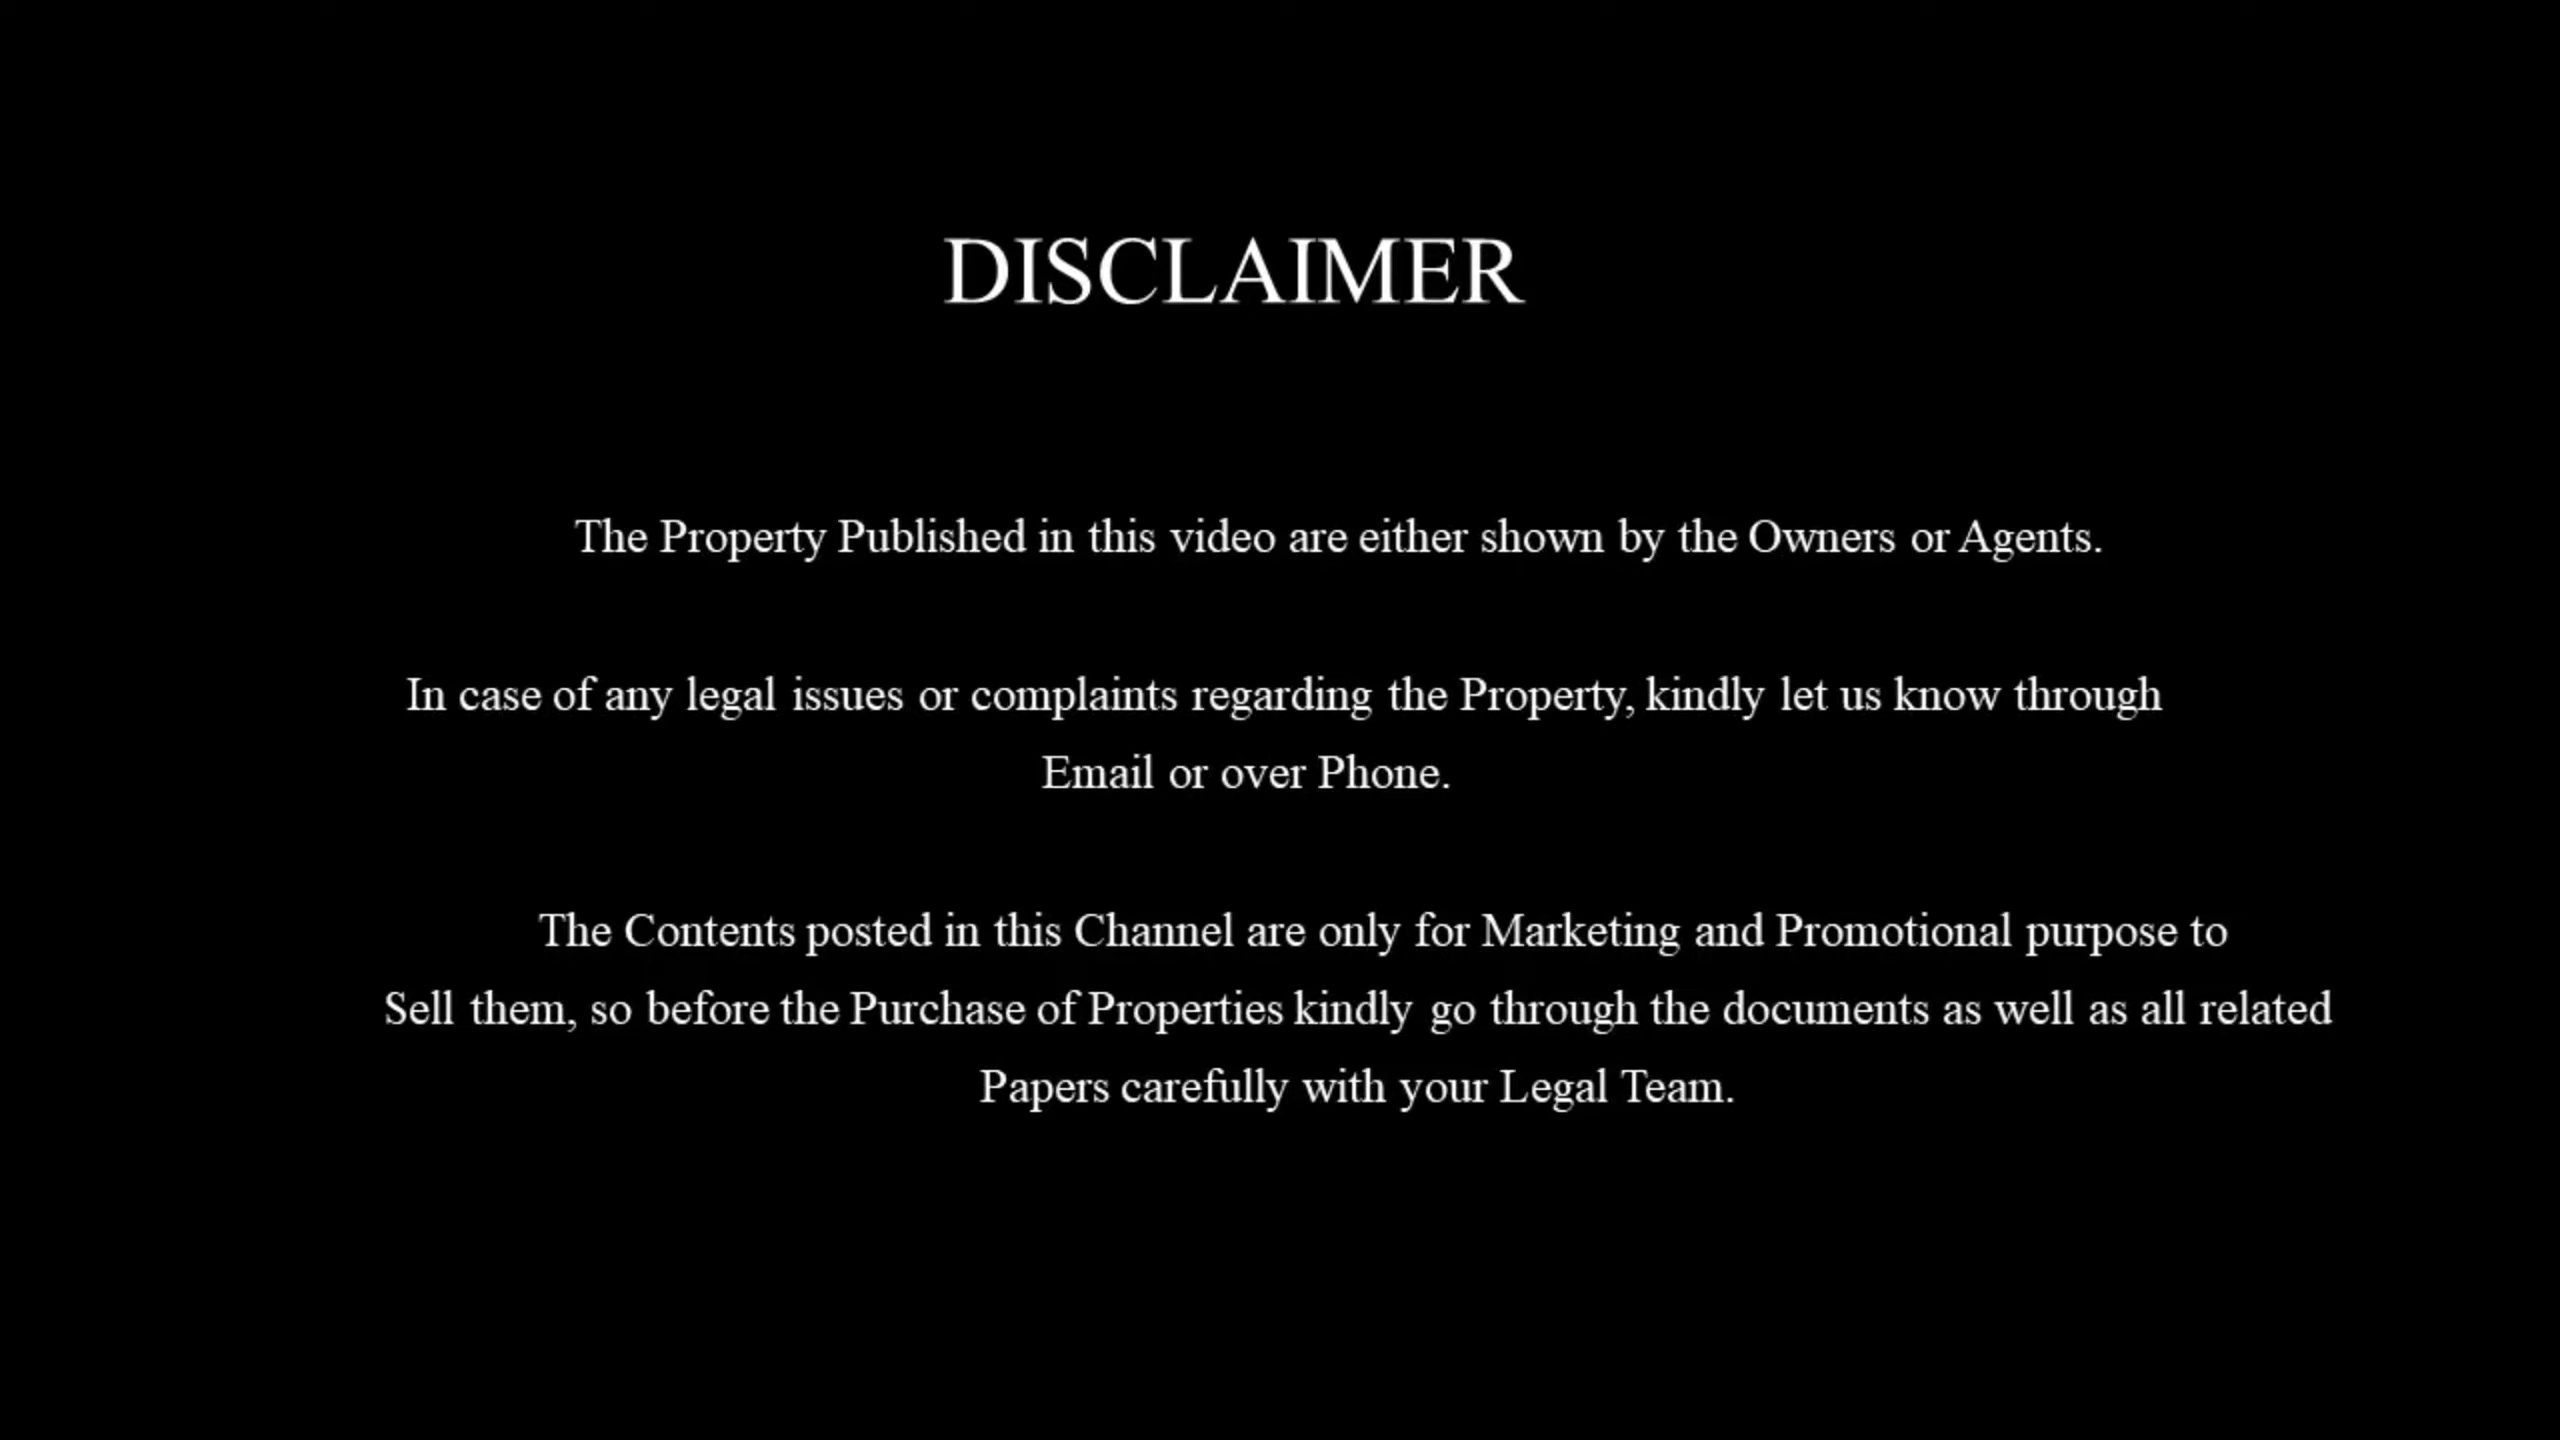 DISCLAIMER
The Property Published in this video are either shown by the Owners or Agents.
In case of any legal issues or complaints regarding the Property, kindly let us know through
Email or over Phone.
The Contents posted in this Channel are only for Marketing and Promotional purpose to
Sell them, so before the Purchase of Properties kindly go through the documents as well as all related
Papers carefully with your Legal Team.